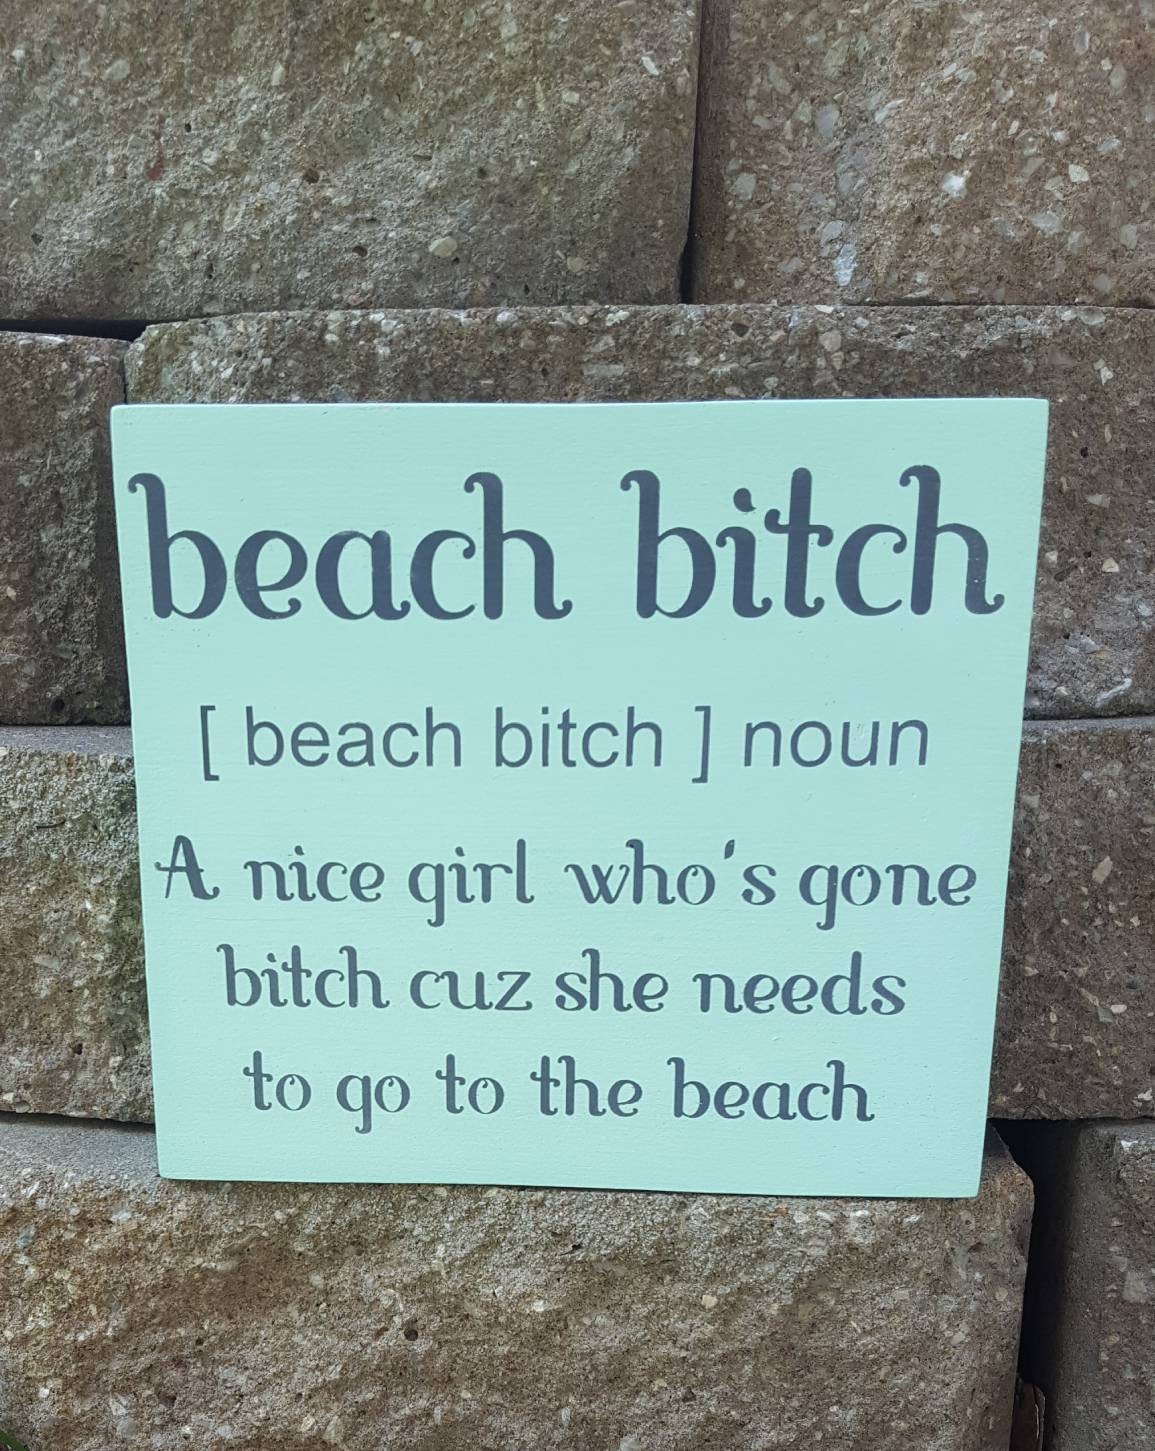 beach bitch
[ beach bitch ] noun
A nice girl who's gone
bitch cuz she needs
to go to the beach